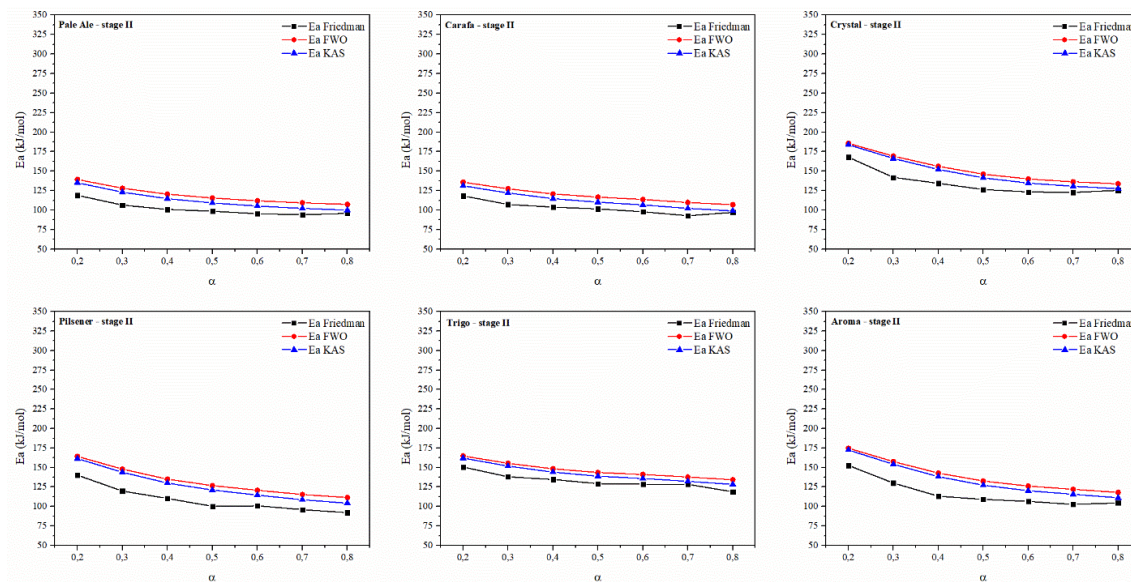 Pale Ale - stage II
Ea Friedman
Ea FWO
Ea KAS
350
325
300
275
250
225
200
175
150
125
100
75
50
Ea (kJ/mol)
0,2 0,3 0,4 0,5 0,6 0,7 0,8
α
Carafa - stage II
Ea Friedman
Ea FWO
Ea KAS
350
325
300
275
250
225
200
175
150
125
100
75
50
Ea (kJ/mol)
0,2 0,3 0,4 0,5 0,6 0,7 0,8
α
Crystal - stage II
Ea Friedman
Ea FWO
Ea KAS
350
325
300
275
250
225
200
175
150
125
100
75
50
Ea (kJ/mol)
0,2 0,3 0,4 0,5 0,6 0,7 0,8
α
Pilsener - stage II
Ea Friedman
Ea FWO
Ea KAS
350
325
300
275
250
225
200
175
150
125
100
75
50
Ea (kJ/mol)
0,2 0,3 0,4 0,5 0,6 0,7 0,8
α
Trigo - stage II
Ea Friedman
Ea FWO
Ea KAS
350
325
300
275
250
225
200
175
150
125
100
75
50
Ea (kJ/mol)
0,2 0,3 0,4 0,5 0,6 0,7 0,8
α
Aroma - stage II
Ea Friedman
Ea FWO
Ea KAS
350
325
300
275
250
225
200
175
150
125
100
75
50
Ea (kJ/mol)
0,2 0,3 0,4 0,5 0,6 0,7 0,8
α